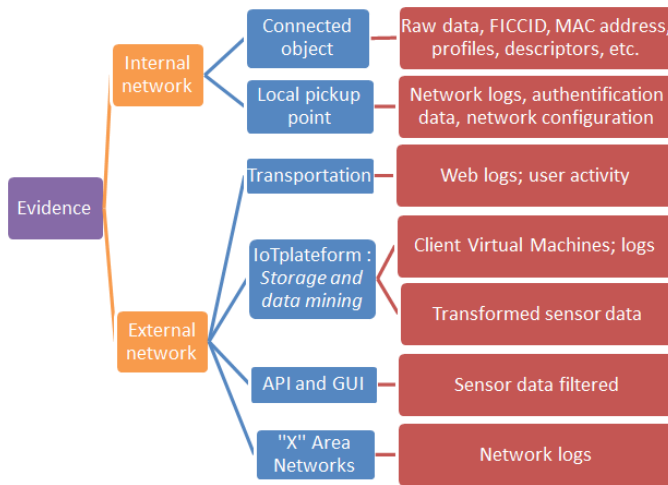 Evidence
Internal
network
Connected
object
Raw data, FICCID, MAC address,
profiles, descriptors, etc.
Local pickup
point
Network logs, authentification
data, network configuration
External
network
Transportation
Web logs; user activity
IoTplateform :
Storage and
data mining
Client Virtual Machines; logs
Transformed sensor data
API and GUI
Sensor data filtered
"X" Area
Networks
Network logs